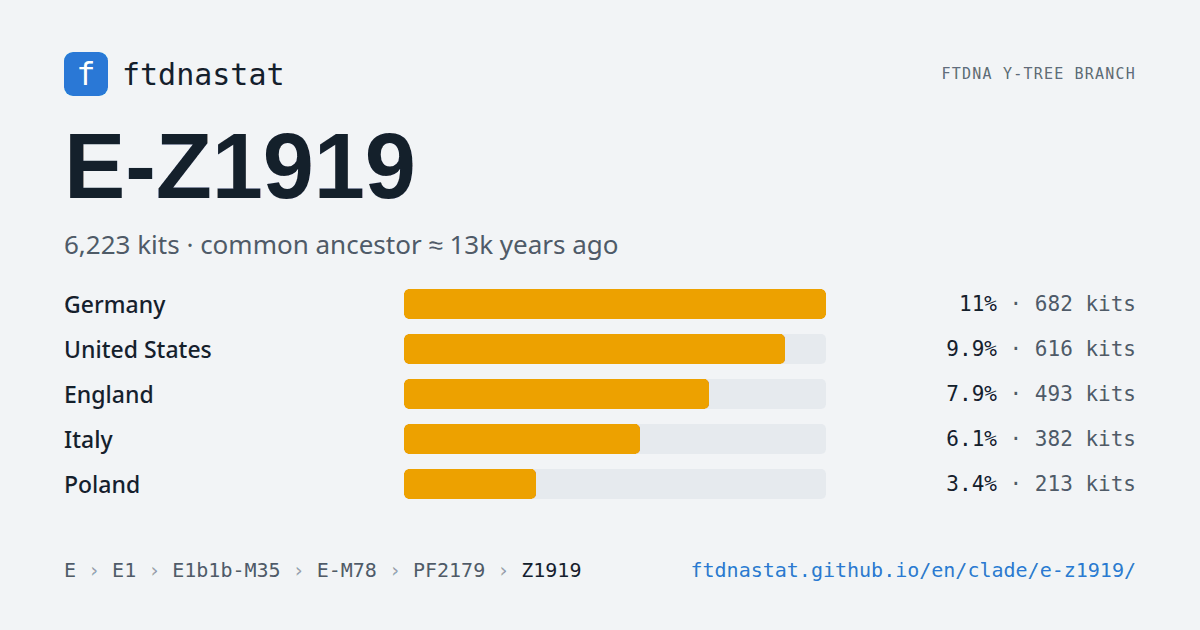 f ftdnastat
FTDNA Y-TREE BRANCH
E-Z1919
6,223 kits · common ancestor ≈ 13k years ago
Germany 11% · 682 kits
United States 9.9% · 616 kits
England 7.9% · 493 kits
Italy 6.1% · 382 kits
Poland 3.4% · 213 kits
E › E1 › E1b1b-M35 › E-M78 › PF2179 › Z1919
ftdnastat.github.io/en/clade/e-z1919/